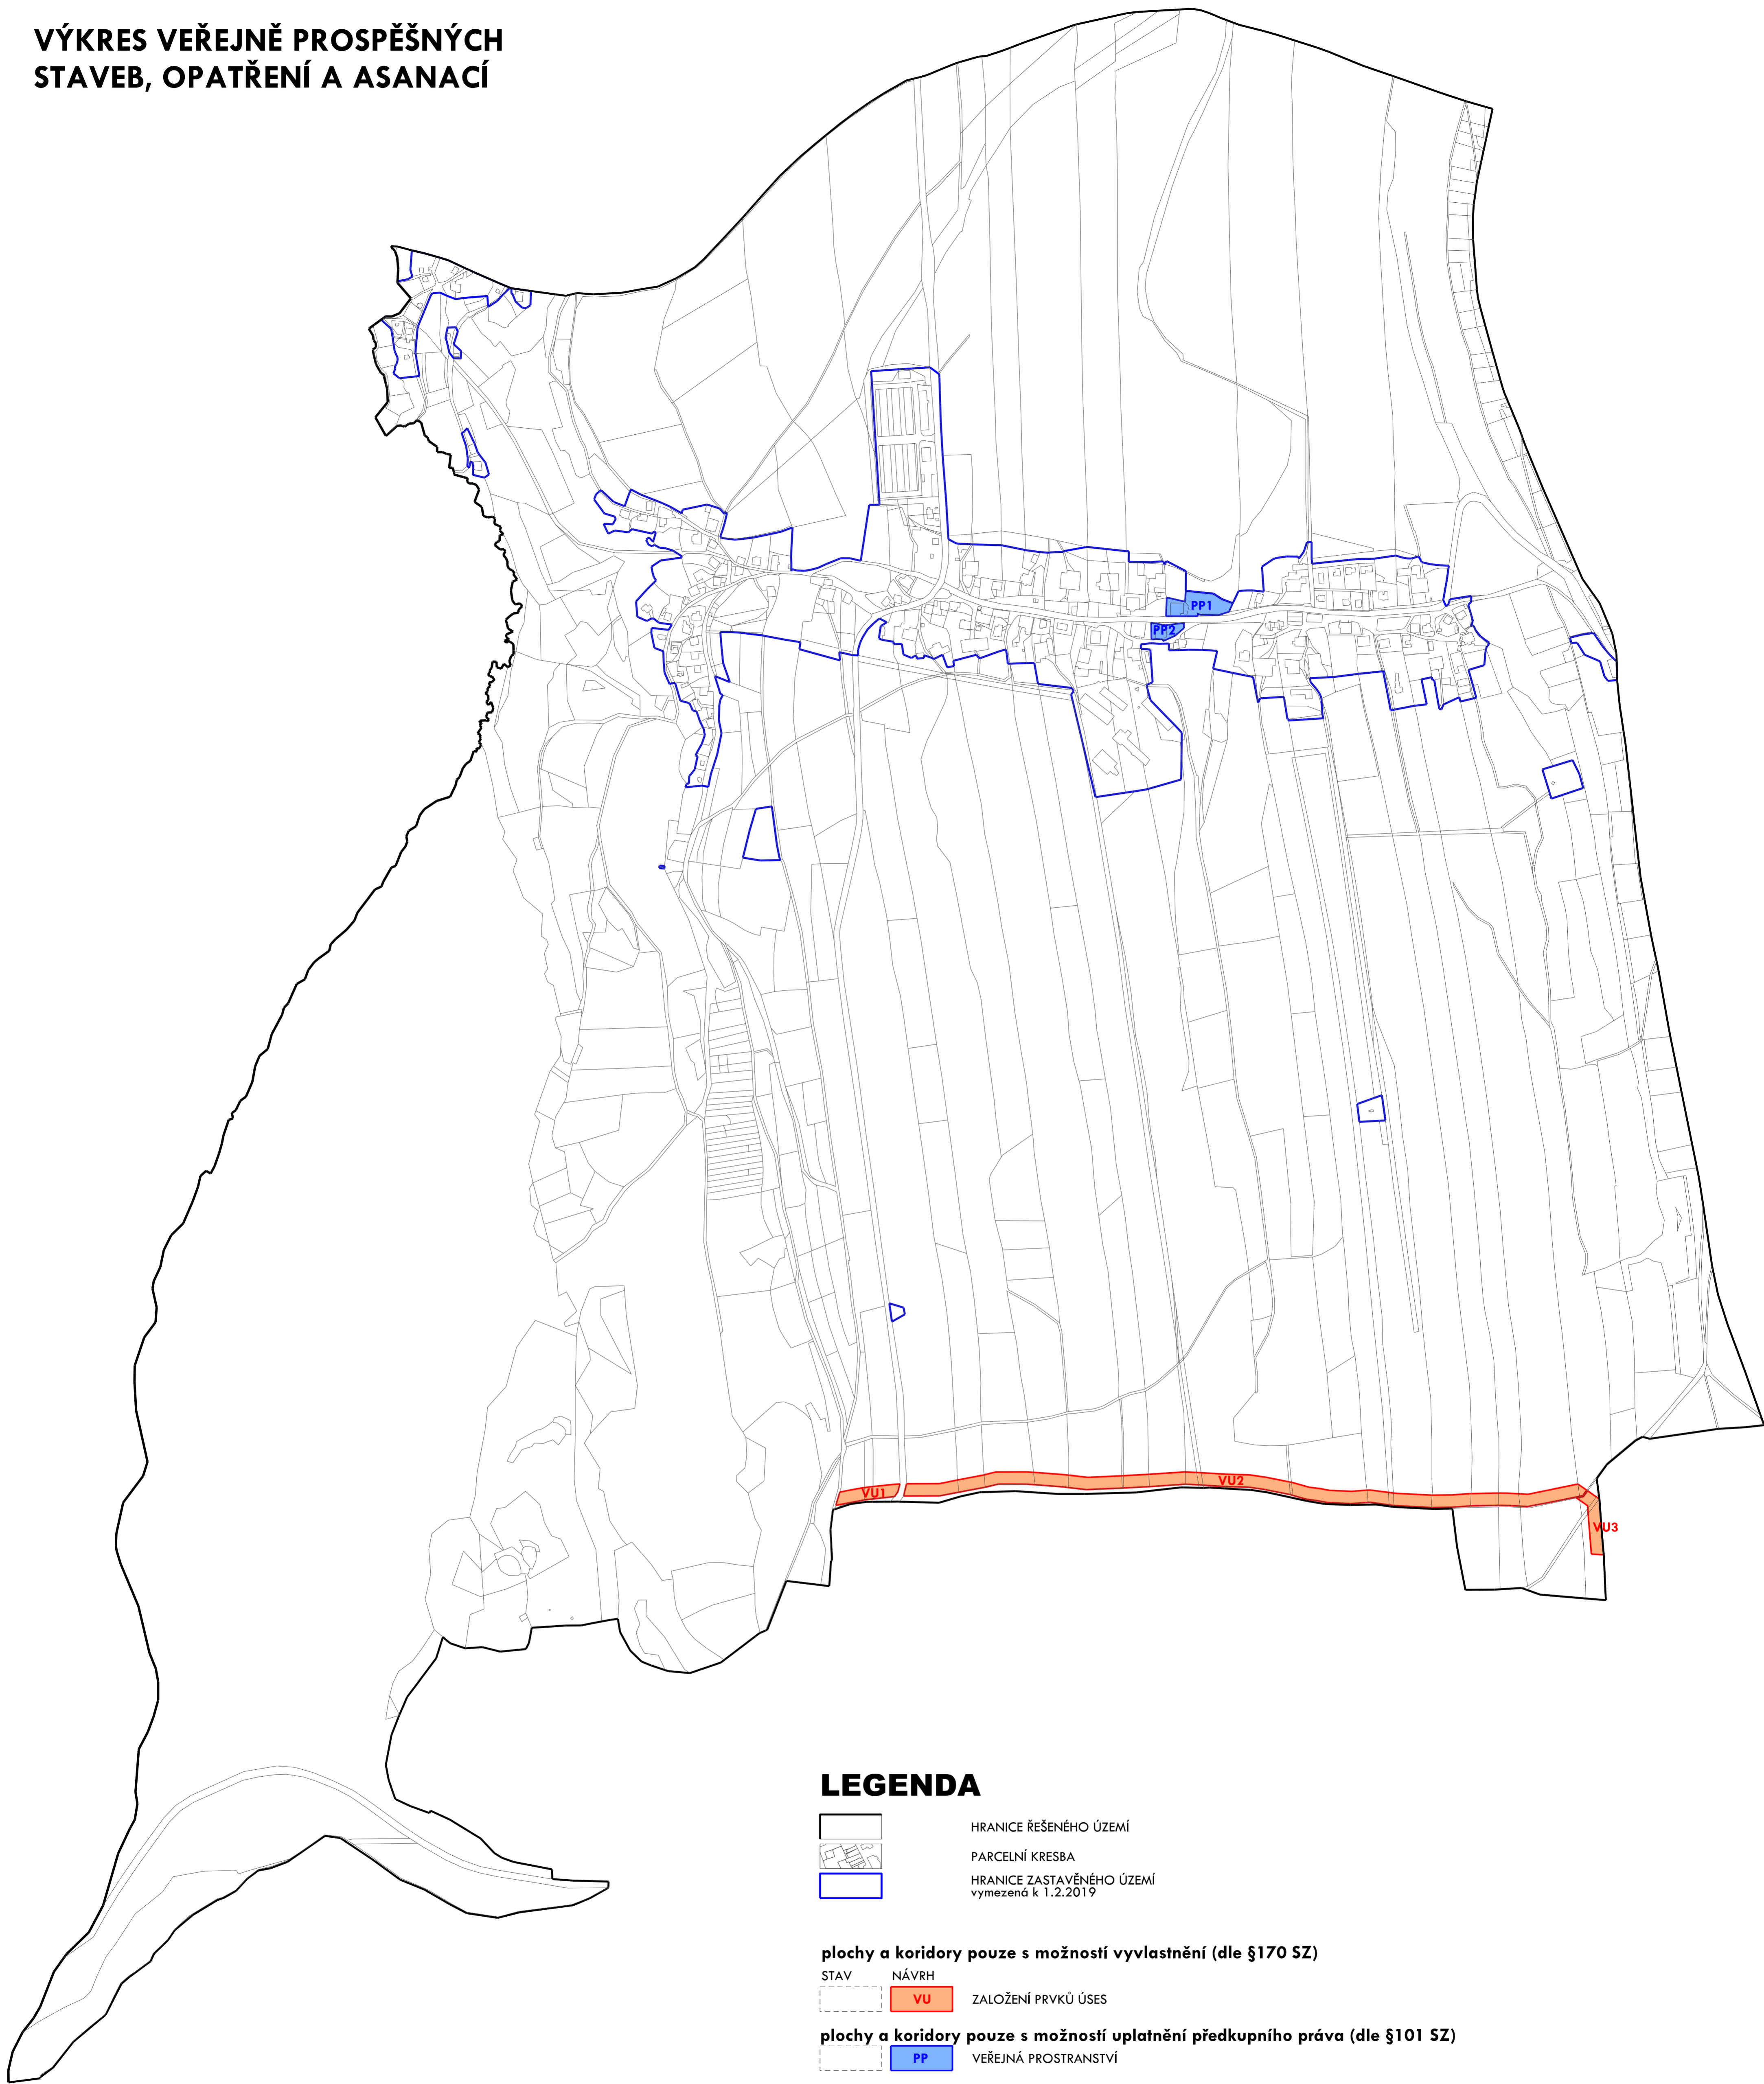 VÝKRES VEŘEJNĚ PROSPĚŠNÝCH
STAVEB, OPATŘENÍ A ASANACÍ
PP1
PP2
VU1
VU2
VU3
LEGENDA
HRANICE ŘEŠENÉHO ÚZEMÍ
PARCELNÍ KRESBA
HRANICE ZASTAVĚNÉHO ÚZEMÍ
vymezená k 1.2.2019
plochy a koridory pouze s možností vyvlastnění (dle §170 SZ)
STAV NÁVRH
VU ZALOŽENÍ PRVKŮ ÚSES
plochy a koridory pouze s možností uplatnění předkupního práva (dle §101 SZ)
PP VEŘEJNÁ PROSTRANSTVÍ